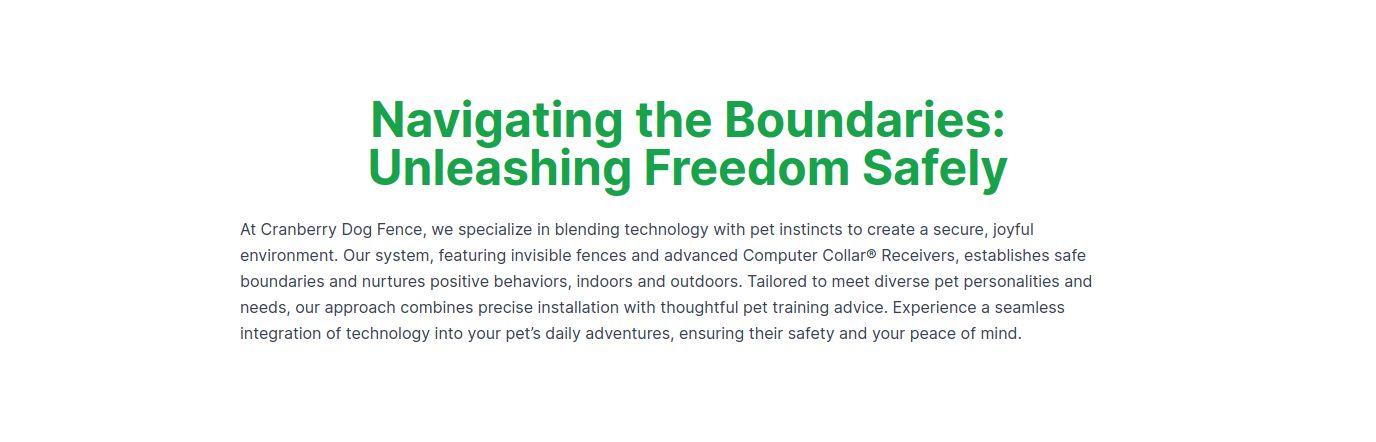 Navigating the Boundaries:
Unleashing Freedom Safely
At Cranberry Dog Fence, we specialize in blending technology with pet instincts to create a secure, joyful
environment. Our system, featuring invisible fences and advanced Computer Collar® Receivers, establishes safe
boundaries and nurtures positive behaviors, indoors and outdoors. Tailored to meet diverse pet personalities and
needs, our approach combines precise installation with thoughtful pet training advice. Experience a seamless
integration of technology into your pet’s daily adventures, ensuring their safety and your peace of mind.